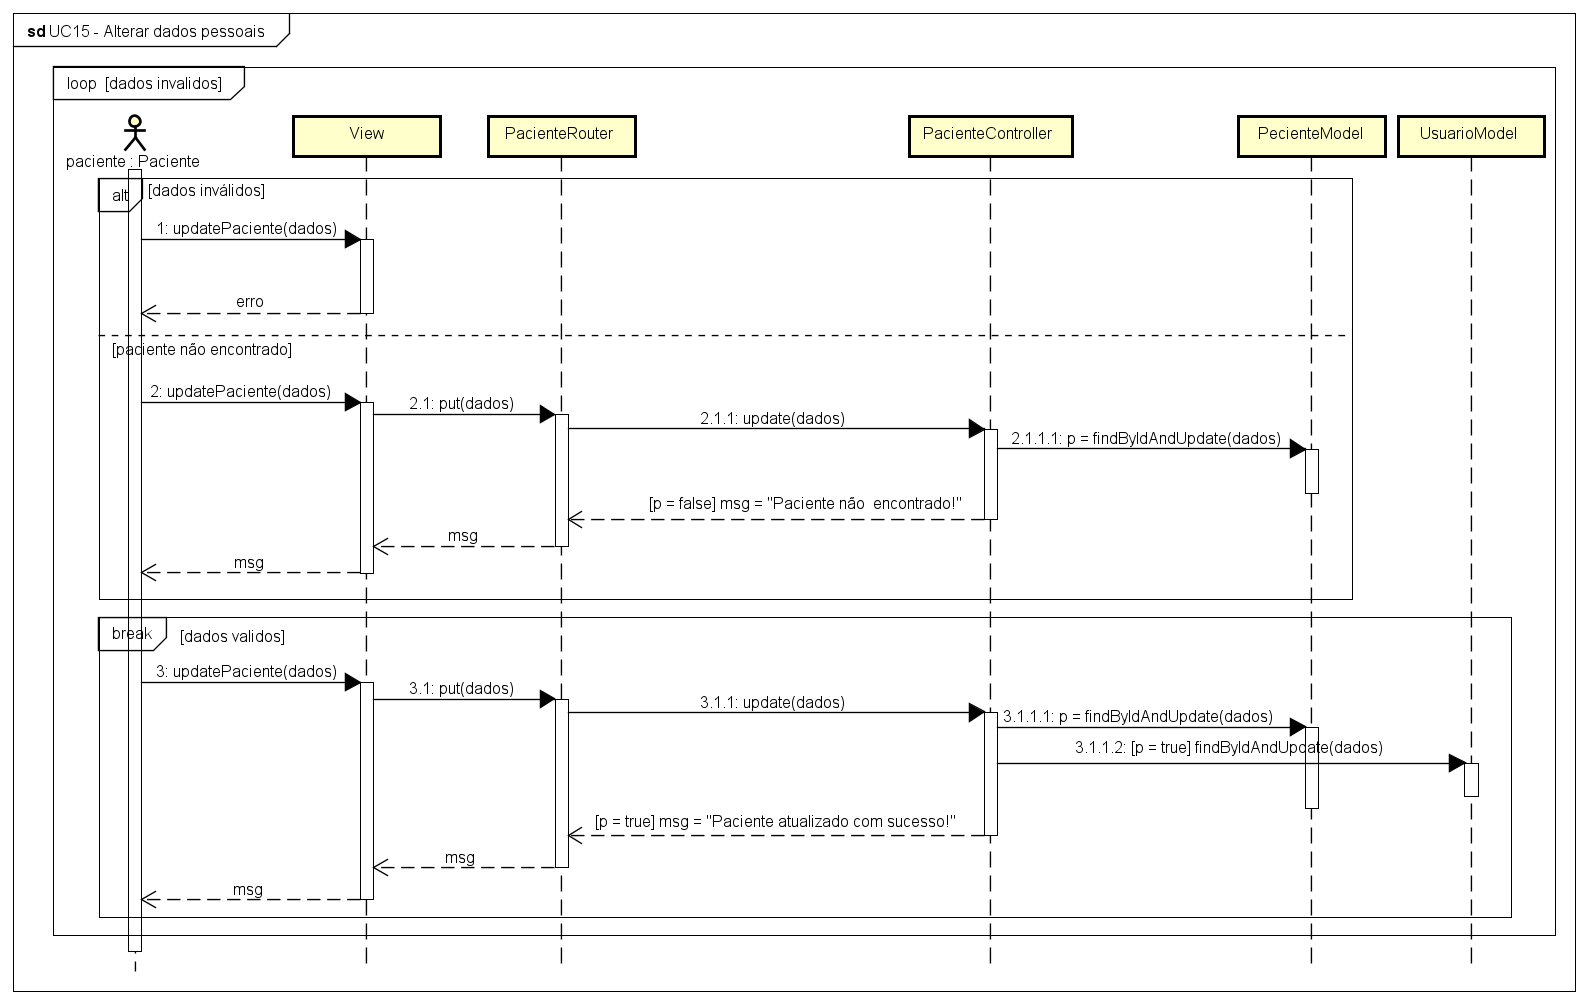 sd UC15 - Alterar dados pessoais
loop [dados invalidos]
paciente : Paciente
View
PacienteRouter
PacienteController
PecienteModel
UsuarioModel
alt [dados inválidos]
1: updatePaciente(dados)
erro
[paciente não encontrado]
2: updatePaciente(dados)
2.1: put(dados)
2.1.1: update(dados)
2.1.1.1: p = findByIdAndUpdate(dados)
[p = false] msg = "Paciente não  encontrado!"
msg
msg
break [dados validos]
3: updatePaciente(dados)
3.1: put(dados)
3.1.1: update(dados)
3.1.1.1: p = findByIdAndUpdate(dados)
3.1.1.2: [p = true] findByIdAndUpdate(dados)
[p = true] msg = "Paciente atualizado com sucesso!"
msg
msg